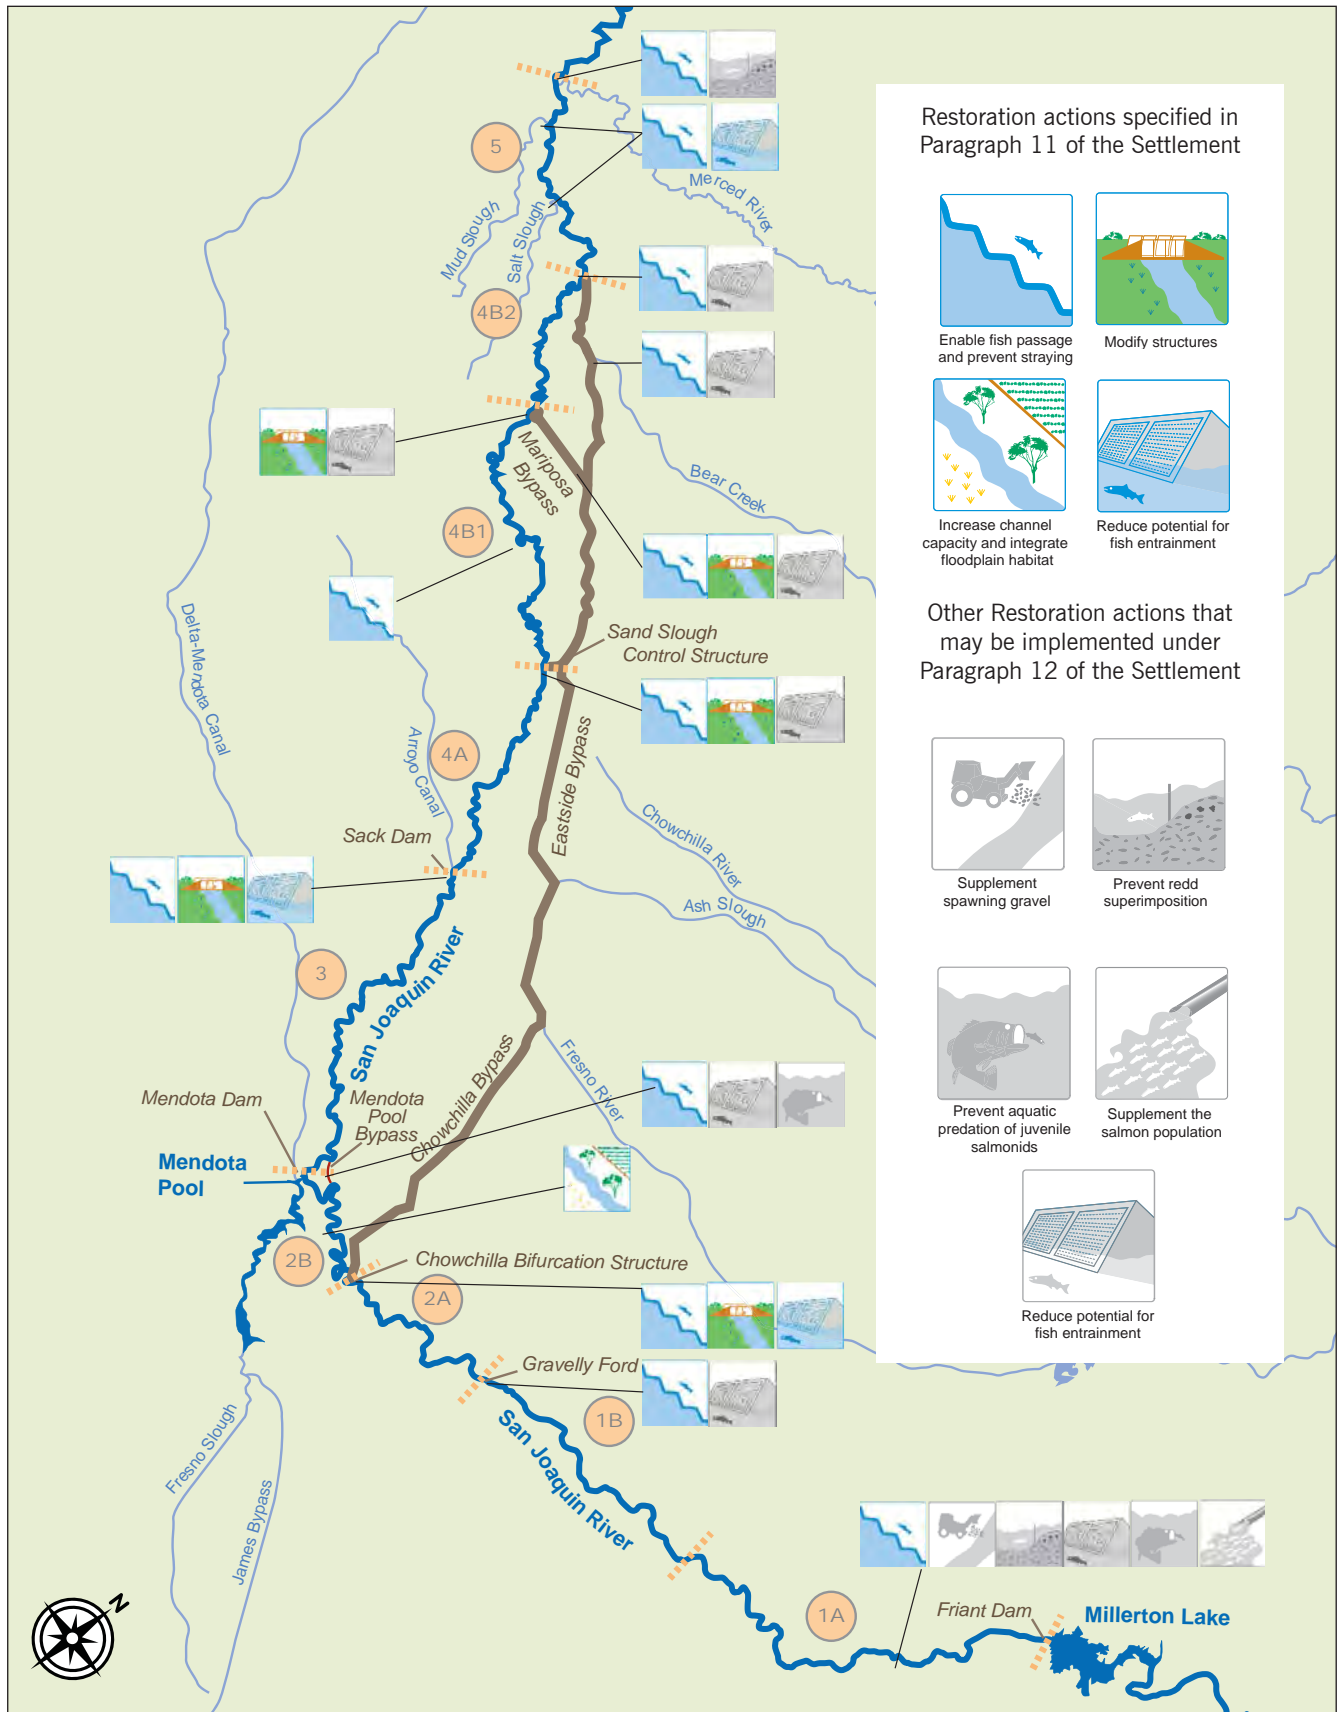 Restoration actions specified in
Paragraph 11 of the Settlement
Enable fish passage
and prevent straying
Modify structures
Increase channel
capacity and integrate
floodplain habitat
Reduce potential for
fish entrainment
Other Restoration actions that
may be implemented under
Paragraph 12 of the Settlement
Supplement
spawning gravel
Prevent redd
superimposition
Prevent aquatic
predation of juvenile
salmonids
Supplement the
salmon population
Reduce potential for
fish entrainment
5
Merced River
Mud Slough
Salt Slough
4B2
Mariposa
Bypass
Bear Creek
4B1
Delta-Mendota Canal
Sand Slough
Control Structure
4A
Arroyo Canal
Eastside Bypass
Sack Dam
Chowchilla River
Ash Slough
3
San Joaquin River
Fresno River
Mendota Dam
Mendota
Pool
Bypass
Chowchilla Bypass
Mendota
Pool
2B
Chowchilla Bifurcation Structure
2A
Gravelly Ford
1B
San Joaquin River
Fresno Slough
James Bypass
N
1A
Friant Dam
Millerton Lake